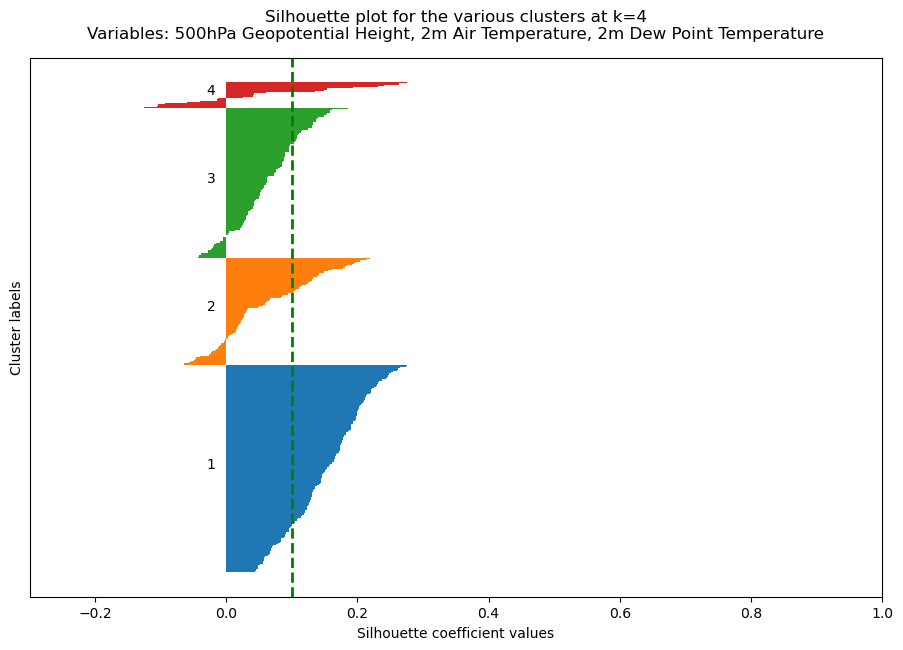 Silhouette plot for the various clusters at k=4
Variables: 500hPa Geopotential Height, 2m Air Temperature, 2m Dew Point Temperature
Cluster labels
4
3
2
1
−0.2 0.0 0.2 0.4 0.6 0.8 1.0
Silhouette coefficient values